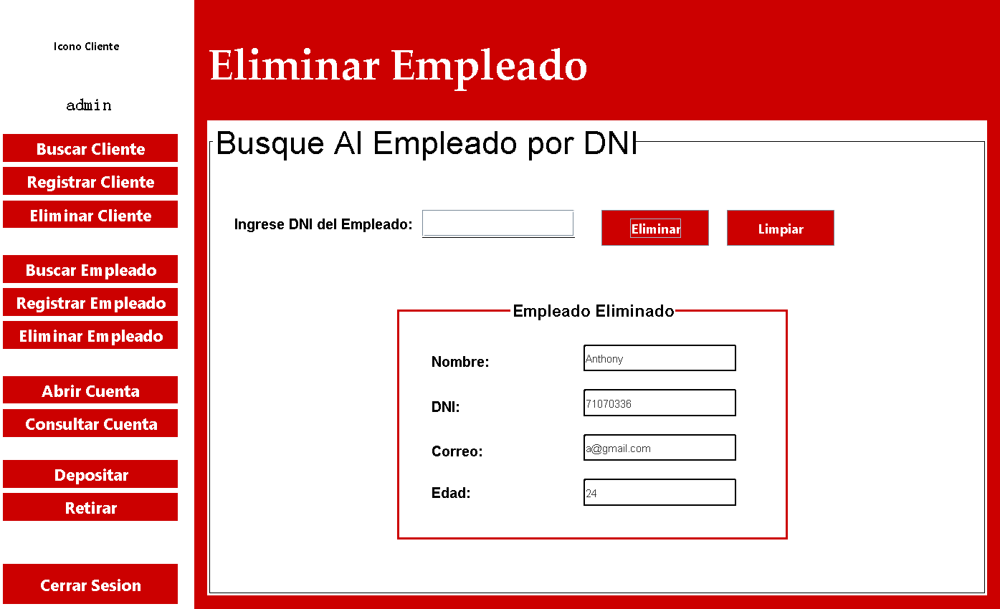 Icono Cliente
admin
Buscar Cliente
Registrar Cliente
Eliminar Cliente
Buscar Empleado
Registrar Empleado
Eliminar Empleado
Abrir Cuenta
Consultar Cuenta
Depositar
Retirar
Cerrar Sesion
Eliminar Empleado
Busque Al Empleado por DNI
Ingrese DNI del Empleado: Eliminar Limpiar
Empleado Eliminado
Nombre: Anthony
DNI: 71070336
Correo: a@gmail.com
Edad: 24